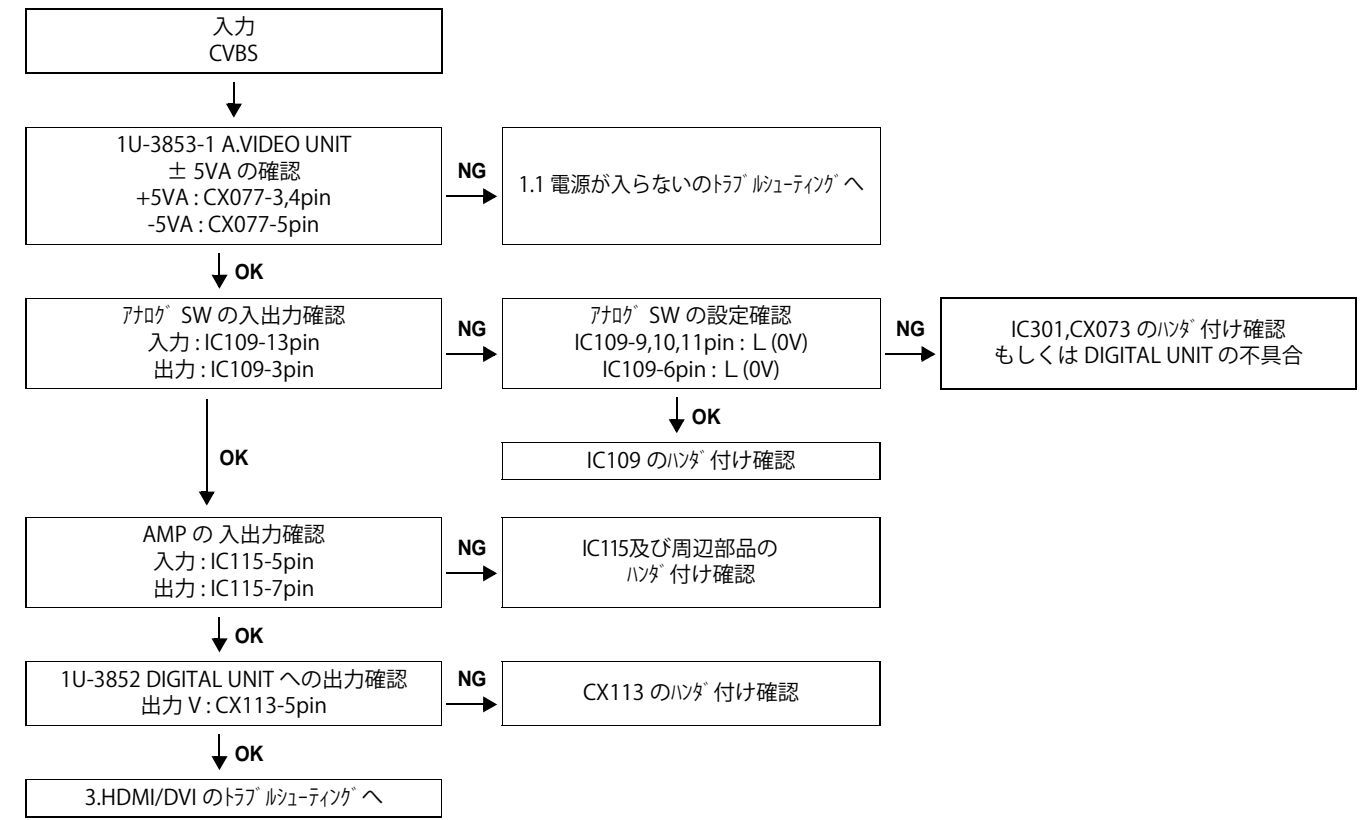 入力
CVBS
1U-3853-1 A.VIDEO UNIT
± 5VA の確認
+5VA : CX077-3,4pin
-5VA : CX077-5pin
NG
1.1 電源が入らないのﾄﾗﾌﾞﾙｼｭｰﾃｨﾝｸﾞへ
OK
ｱﾅﾛｸﾞ SW の入出力確認
入力 : IC109-13pin
出力 : IC109-3pin
NG
ｱﾅﾛｸﾞ SW の設定確認
IC109-9,10,11pin : L (0V)
IC109-6pin : L (0V)
NG
IC301,CX073 のﾊﾝﾀﾞ付け確認
もしくは DIGITAL UNIT の不具合
OK
IC109 のﾊﾝﾀﾞ付け確認
OK
AMP の 入出力確認
入力 : IC115-5pin
出力 : IC115-7pin
NG
IC115及び周辺部品の
ﾊﾝﾀﾞ付け確認
OK
1U-3852 DIGITAL UNIT への出力確認
出力 V : CX113-5pin
NG
CX113 のﾊﾝﾀﾞ付け確認
OK
3.HDMI/DVI のﾄﾗﾌﾞﾙｼｭｰﾃｨﾝｸﾞへ